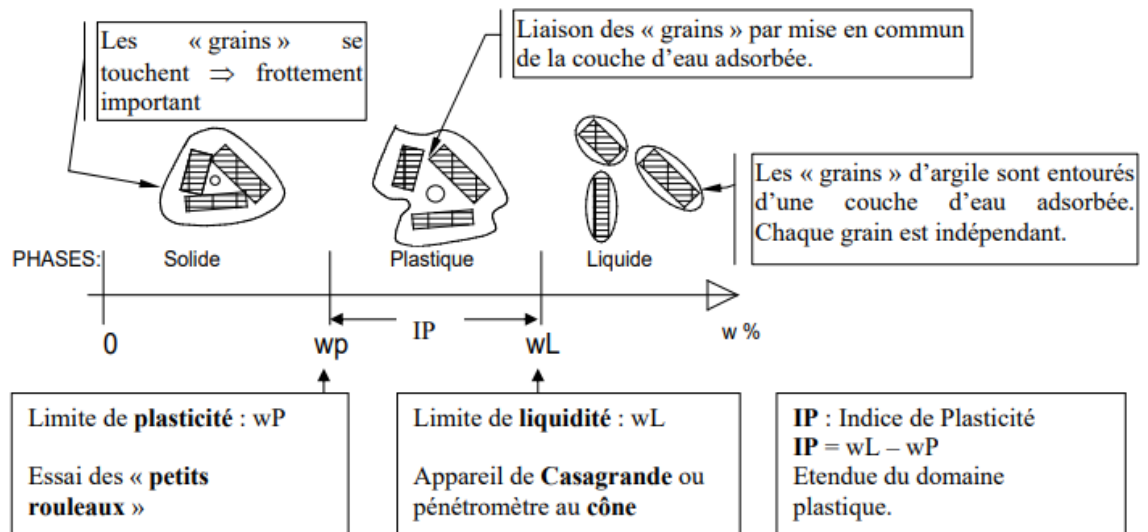 Les « grains » se
touchent ⇒ frottement
important
Liaison des « grains » par mise en commun
de la couche d’eau adsorbée.
Les « grains » d’argile sont entourés
d’une couche d’eau adsorbée.
Chaque grain est indépendant.
PHASES: Solide Plastique Liquide
IP
0 wp wL w %
Limite de plasticité : wP
Essai des « petits
rouleaux »
Limite de liquidité : wL
Appareil de Casagrande ou
pénétromètre au cône
IP : Indice de Plasticité
IP = wL – wP
Etendue du domaine
plastique.